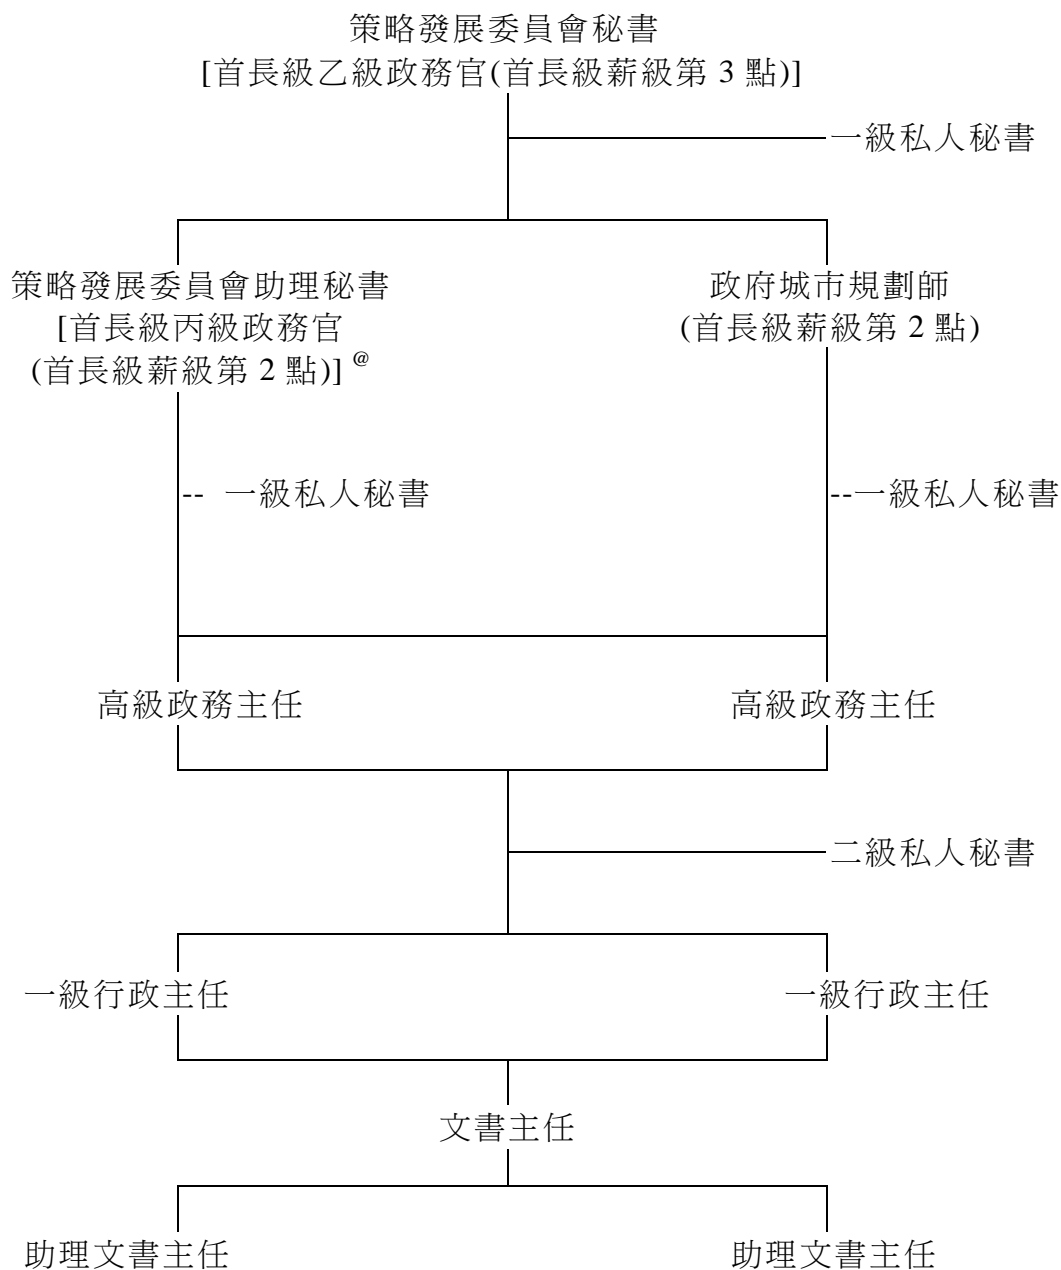 策略發展委員會秘書
[首長級乙級政務官(首長級薪級第 3 點)]
一級私人秘書
策略發展委員會助理秘書
[首長級丙級政務官
(首長級薪級第 2 點)] @
政府城市規劃師
(首長級薪級第 2 點)
-- 一級私人秘書
--一級私人秘書
高級政務主任
高級政務主任
二級私人秘書
一級行政主任
一級行政主任
文書主任
助理文書主任
助理文書主任